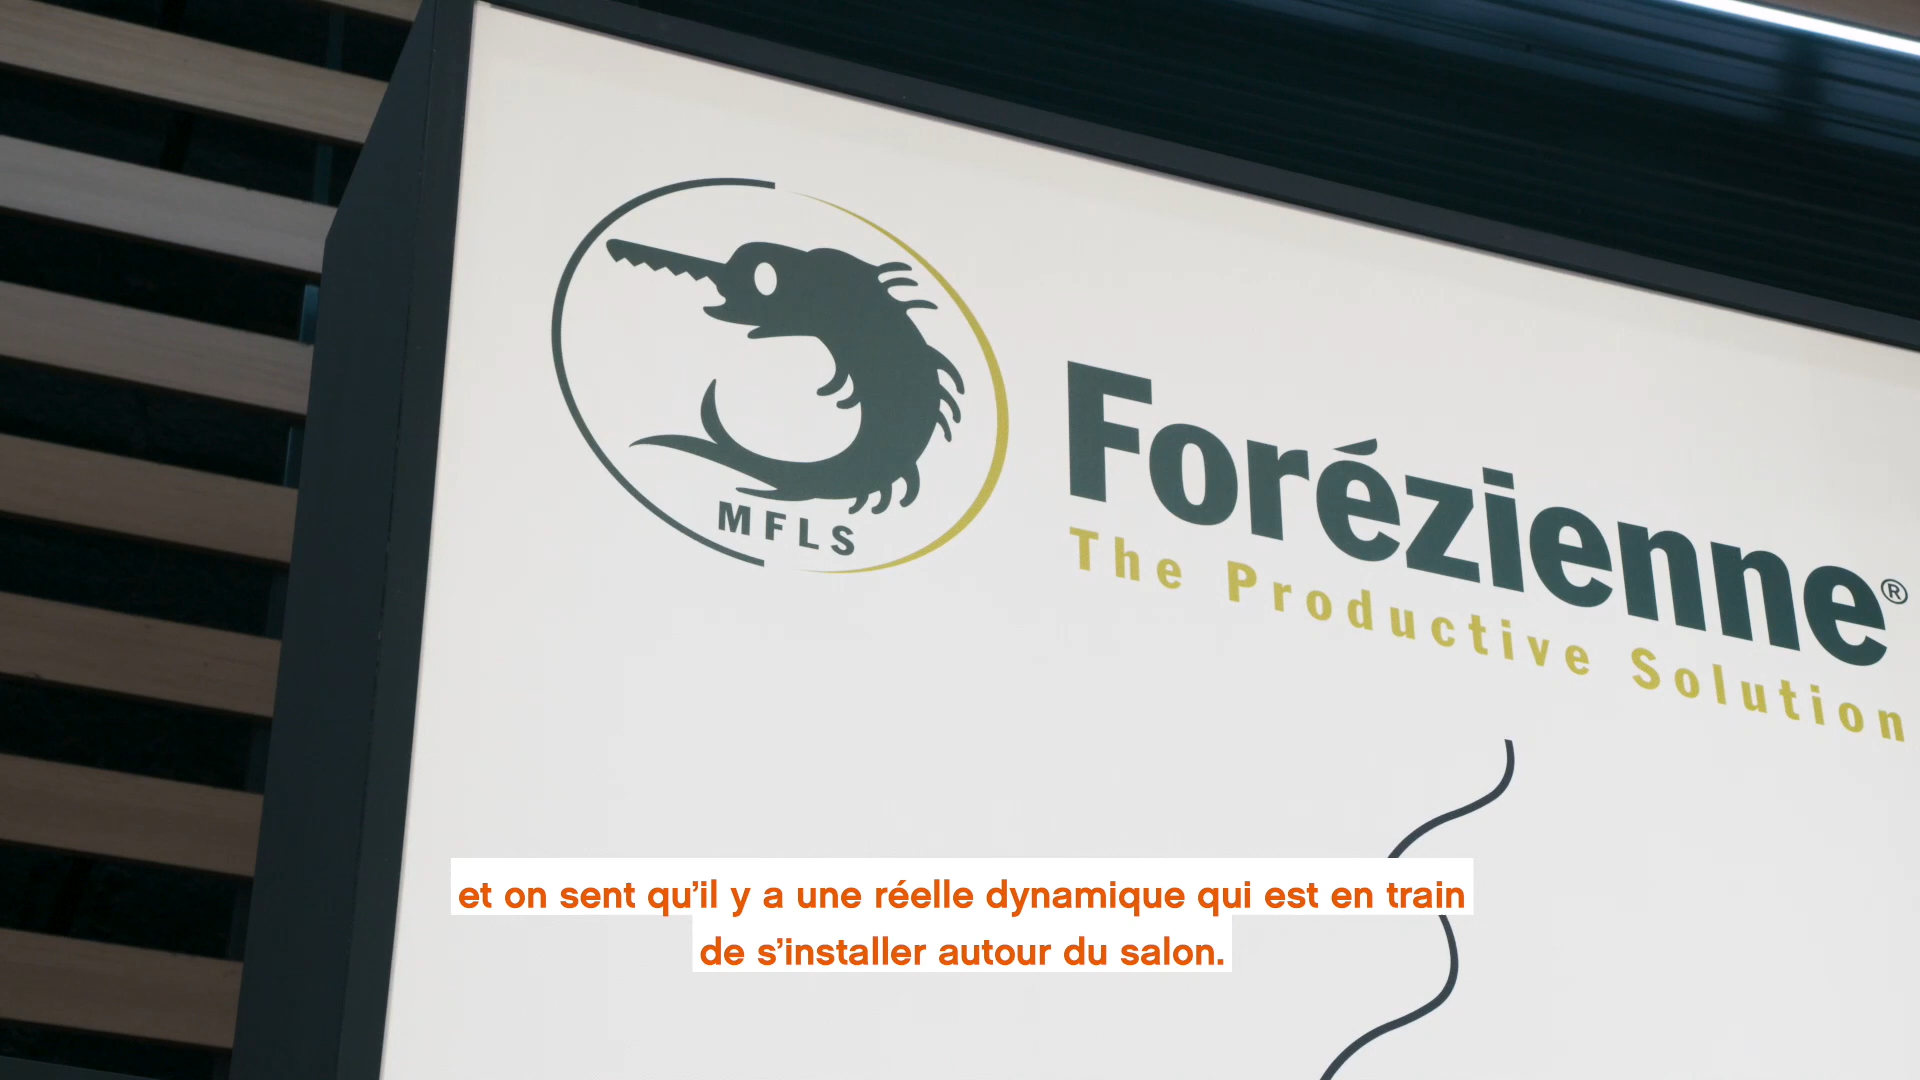 MFLS
Forézienne®
The Productive Solution
et on sent qu’il y a une réelle dynamique qui est en train
de s’installer autour du salon.